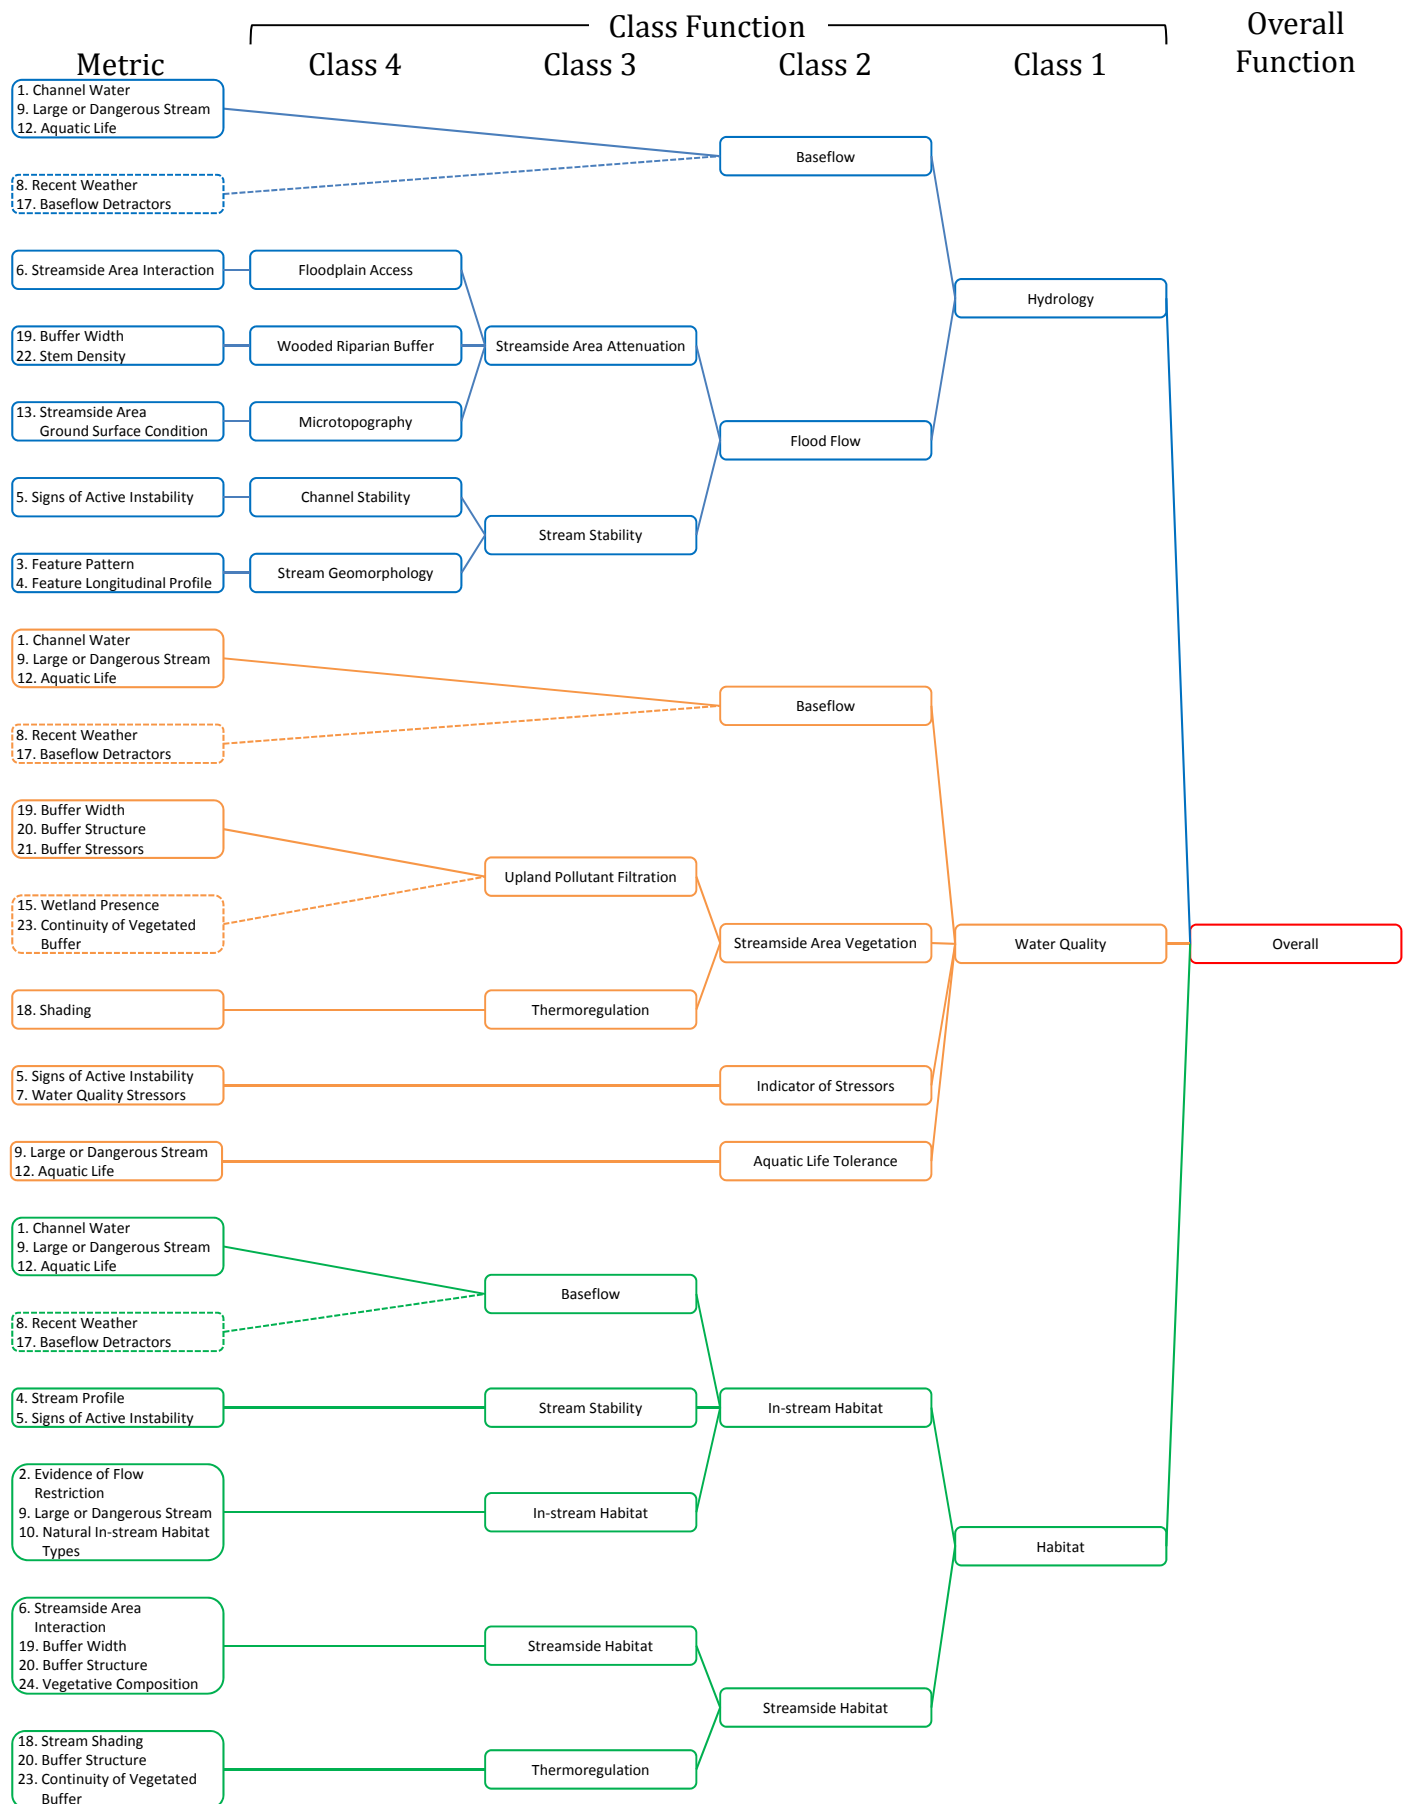 Class Function
Overall
Function
Metric
Class 4
Class 3
Class 2
Class 1
1. Channel Water
9. Large or Dangerous Stream
12. Aquatic Life
Baseflow
8. Recent Weather
17. Baseflow Detractors
6. Streamside Area Interaction
Floodplain Access
Hydrology
19. Buffer Width
22. Stem Density
Wooded Riparian Buffer
Streamside Area Attenuation
13. Streamside Area
Ground Surface Condition
Microtopography
Flood Flow
5. Signs of Active Instability
Channel Stability
Stream Stability
3. Feature Pattern
4. Feature Longitudinal Profile
Stream Geomorphology
1. Channel Water
9. Large or Dangerous Stream
12. Aquatic Life
Baseflow
8. Recent Weather
17. Baseflow Detractors
19. Buffer Width
20. Buffer Structure
21. Buffer Stressors
Upland Pollutant Filtration
15. Wetland Presence
23. Continuity of Vegetated
Buffer
Streamside Area Vegetation
Water Quality
Overall
18. Shading
Thermoregulation
5. Signs of Active Instability
7. Water Quality Stressors
Indicator of Stressors
9. Large or Dangerous Stream
12. Aquatic Life
Aquatic Life Tolerance
1. Channel Water
9. Large or Dangerous Stream
12. Aquatic Life
Baseflow
8. Recent Weather
17. Baseflow Detractors
4. Stream Profile
5. Signs of Active Instability
Stream Stability
In-stream Habitat
2. Evidence of Flow
Restriction
9. Large or Dangerous Stream
10. Natural In-stream Habitat
Types
In-stream Habitat
Habitat
6. Streamside Area
Interaction
19. Buffer Width
20. Buffer Structure
24. Vegetative Composition
Streamside Habitat
Streamside Habitat
18. Stream Shading
20. Buffer Structure
23. Continuity of Vegetated
Buffer
Thermoregulation